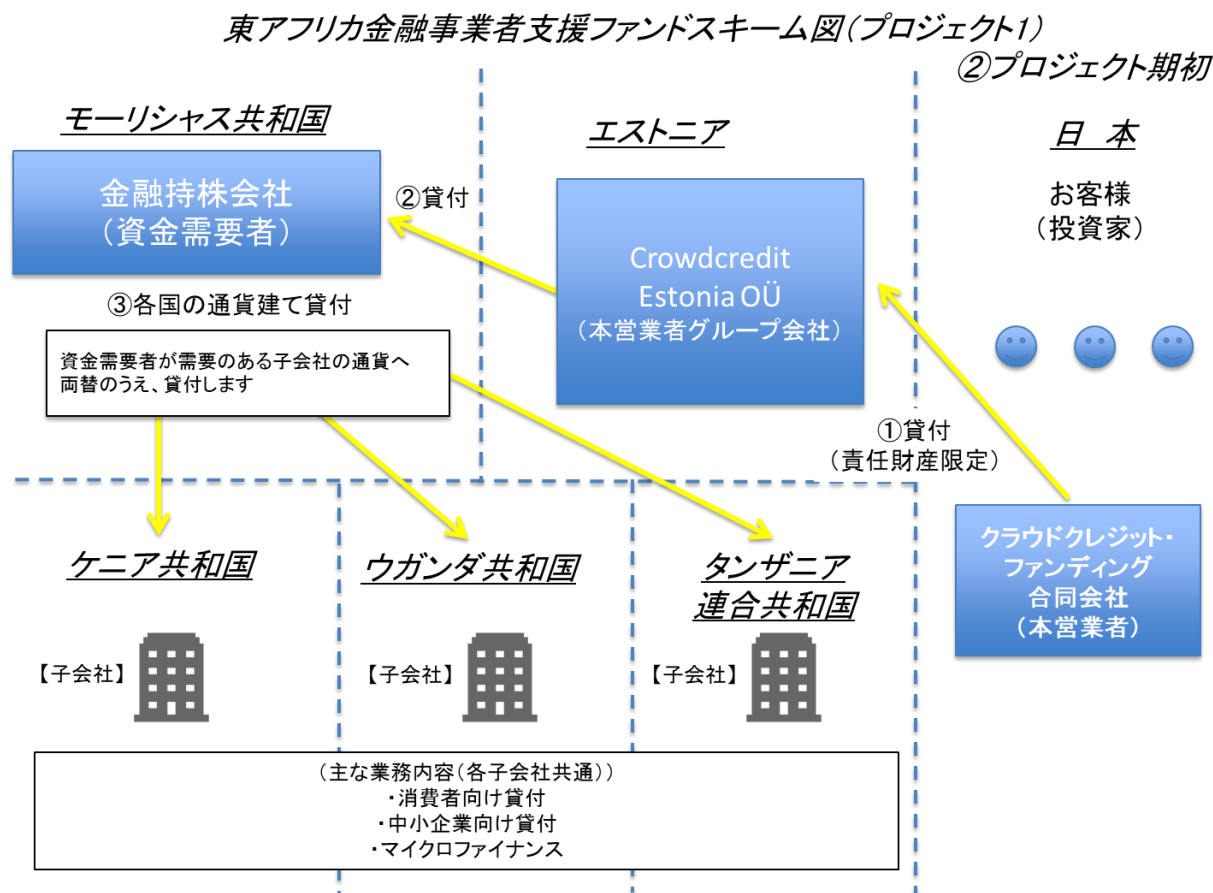 東アフリカ金融事業者支援ファンドスキーム図（プロジェクト1）
②プロジェクト期初
モーリシャス共和国
エストニア
日　本
金融持株会社
（資金需要者）
②貸付
お客様
（投資家）
Crowdcredit
Estonia OÜ
（本営業者グループ会社）
③各国の通貨建て貸付
資金需要者が需要のある子会社の通貨へ
両替のうえ、貸付します
①貸付
（責任財産限定）
クラウドクレジット・
ファンディング
合同会社
（本営業者）
ケニア共和国
ウガンダ共和国
タンザニア
連合共和国
【子会社】
【子会社】
【子会社】
（主な業務内容（各子会社共通））
・消費者向け貸付
・中小企業向け貸付
・マイクロファイナンス